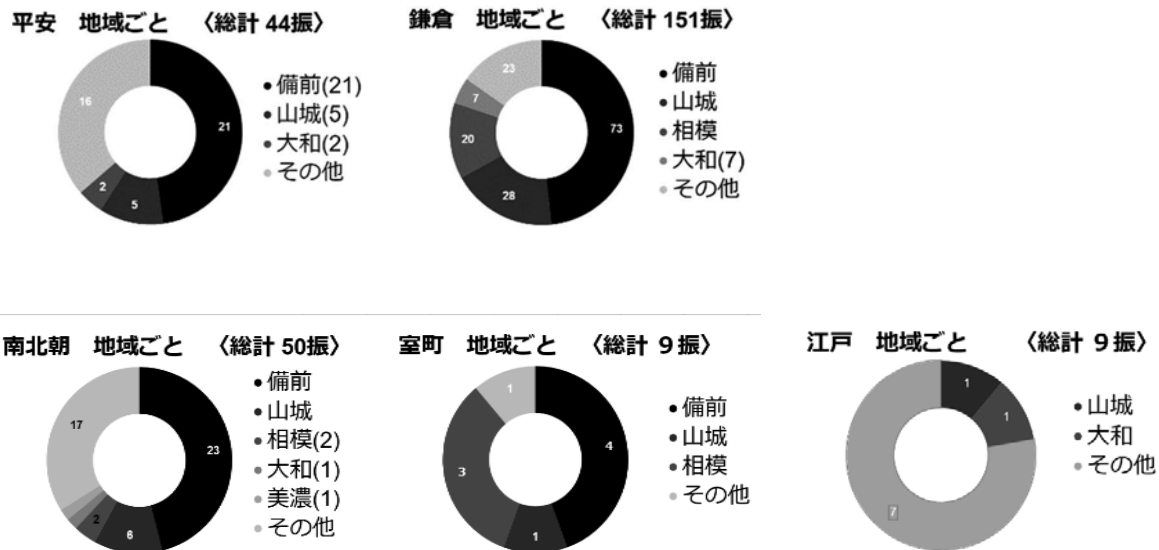 平安　地域ごと　〈総計 44振〉
21
5
2
16
備前(21)
山城(5)
大和(2)
その他
鎌倉　地域ごと　〈総計 151振〉
73
28
20
7
23
備前
山城
相模
大和(7)
その他
南北朝　地域ごと　〈総計 50振〉
23
6
2
17
備前
山城
相模(2)
大和(1)
美濃(1)
その他
室町　地域ごと　〈総計 ９振〉
4
1
3
1
備前
山城
相模
その他
江戸　地域ごと　〈総計 ９振〉
1
1
7
山城
大和
その他